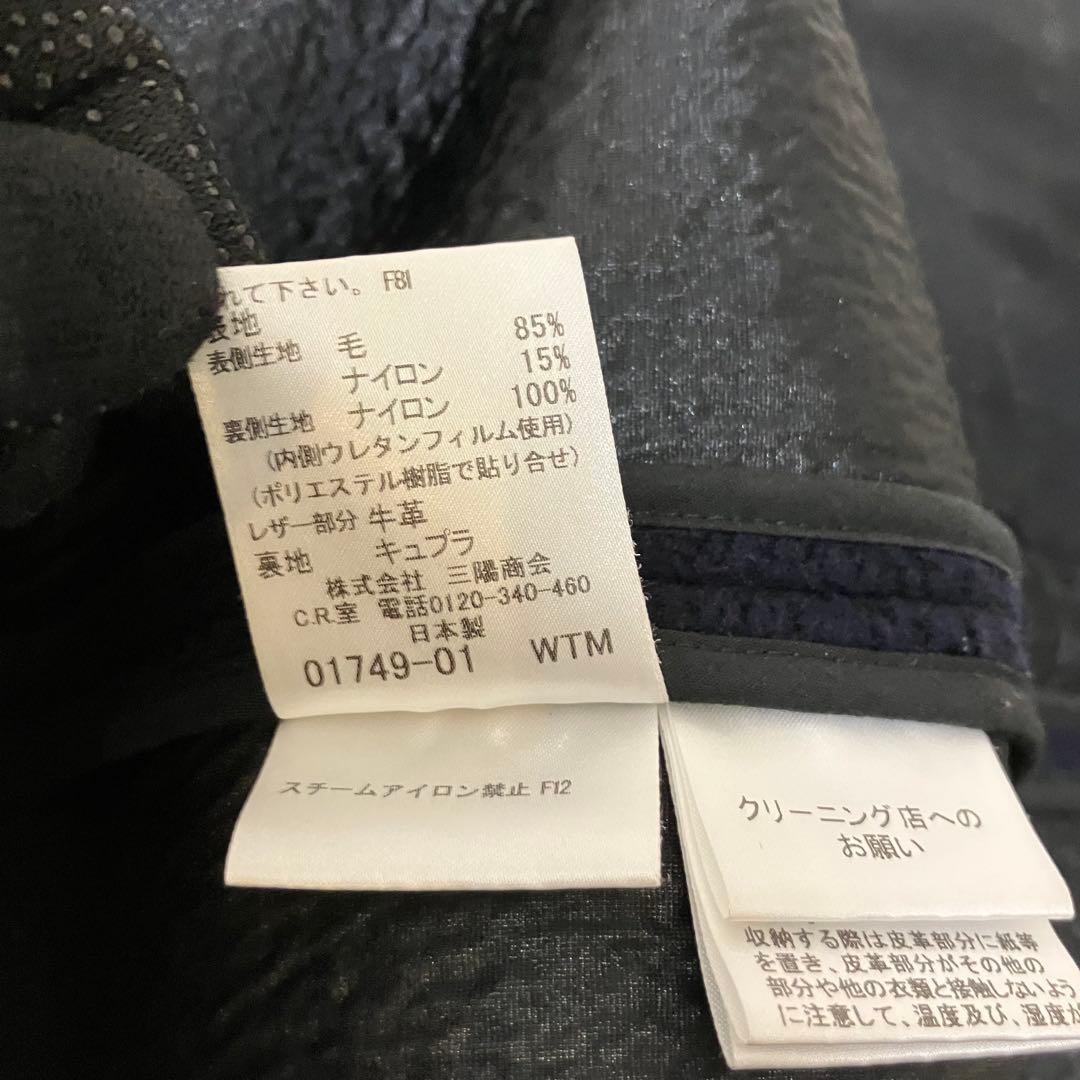 れて下さい。 F81
表地
表側生地 毛 85%
ナイロン 15%
裏側生地 ナイロン 100%
(内側ウレタンフィルム使用)
(ポリエステル樹脂で貼り合せ)
レザー部分 牛革
裏地 キュプラ
株式会社 三陽商会
C.R.室 電話0120-340-460
日本製
01749-01 WTM
スチームアイロン禁止 F12
クリーニング店への
お願い
収納する際は皮革部分に紙等
を置き、皮革部分がその他の
部分や他の衣類と接触しないよう
に注意して、温度及び、湿度が